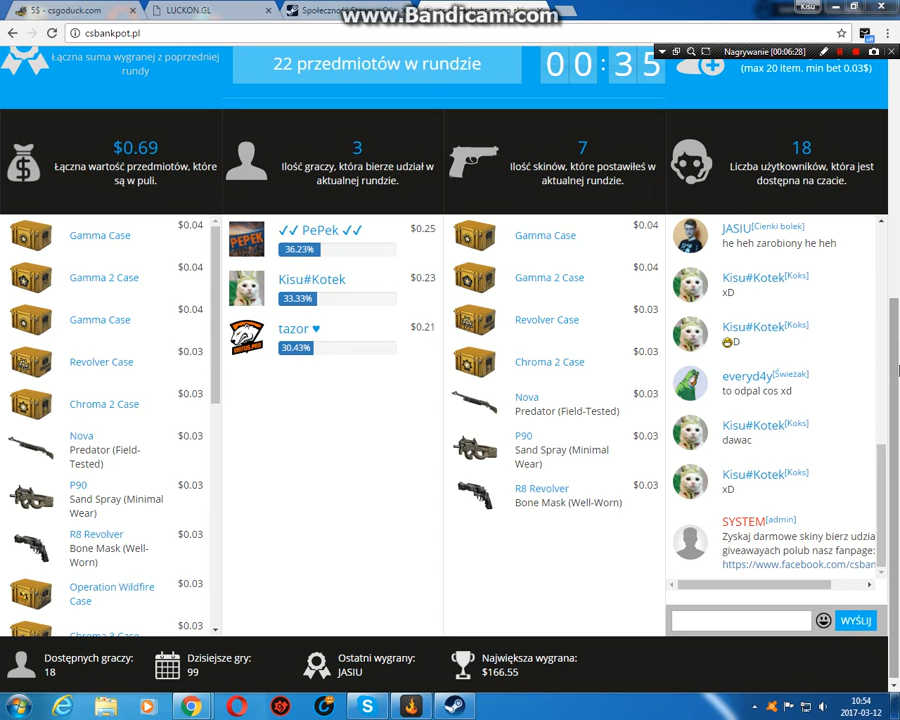 5$ - csgoduck.com
LUCKON.GL
Społeczność
www.Bandicam.com
Kisu
csbankpot.pl
Nagrywanie [00:06:28]
Łączna suma wygranej z poprzedniej
rundy
22 przedmiotów w rundzie
00:35
(max 20 item. min bet 0.03$)
$0.69
Łączna wartość przedmiotów, które
są w puli.
3
Ilość graczy, która bierze udział w
aktualnej rundzie.
7
Ilość skinów, które postawiłeś w
aktualnej rundzie.
18
Liczba użytkowników, która jest
dostępna na czacie.
Gamma Case $0.04
Gamma 2 Case $0.04
Gamma Case $0.04
Revolver Case $0.03
Chroma 2 Case $0.03
Nova $0.03
Predator (Field-
Tested)
P90 $0.03
Sand Spray (Minimal
Wear)
R8 Revolver $0.03
Bone Mask (Well-
Worn)
Operation Wildfire $0.03
Case
$0.03
✓✓ PePek ✓✓ $0.25
PEPEK
36.23%
Kisu#Kotek $0.23
33.33%
tazor ♥ $0.21
VIRTUS.PRO
30.43%
Gamma Case $0.04
Gamma 2 Case $0.04
Revolver Case $0.03
Chroma 2 Case $0.03
Nova $0.03
Predator (Field-Tested)
P90 $0.03
Sand Spray (Minimal
Wear)
R8 Revolver $0.03
Bone Mask (Well-Worn)
JASIU[Cienki bolek]
he heh zarobiony he heh
Kisu#Kotek[Koks]
xD
Kisu#Kotek[Koks]
D
everyd4y[Świeżak]
to odpal cos xd
Kisu#Kotek[Koks]
dawac
Kisu#Kotek[Koks]
xD
SYSTEM[admin]
Zyskaj darmowe skiny bierz udzia
giveawayach polub nasz fanpage:
https://www.facebook.com/csban
WYŚLIJ
Dostępnych graczy:
18
Dzisiejsze gry:
99
Ostatni wygrany:
JASIU
Największa wygrana:
$166.55
10:54
2017-03-12